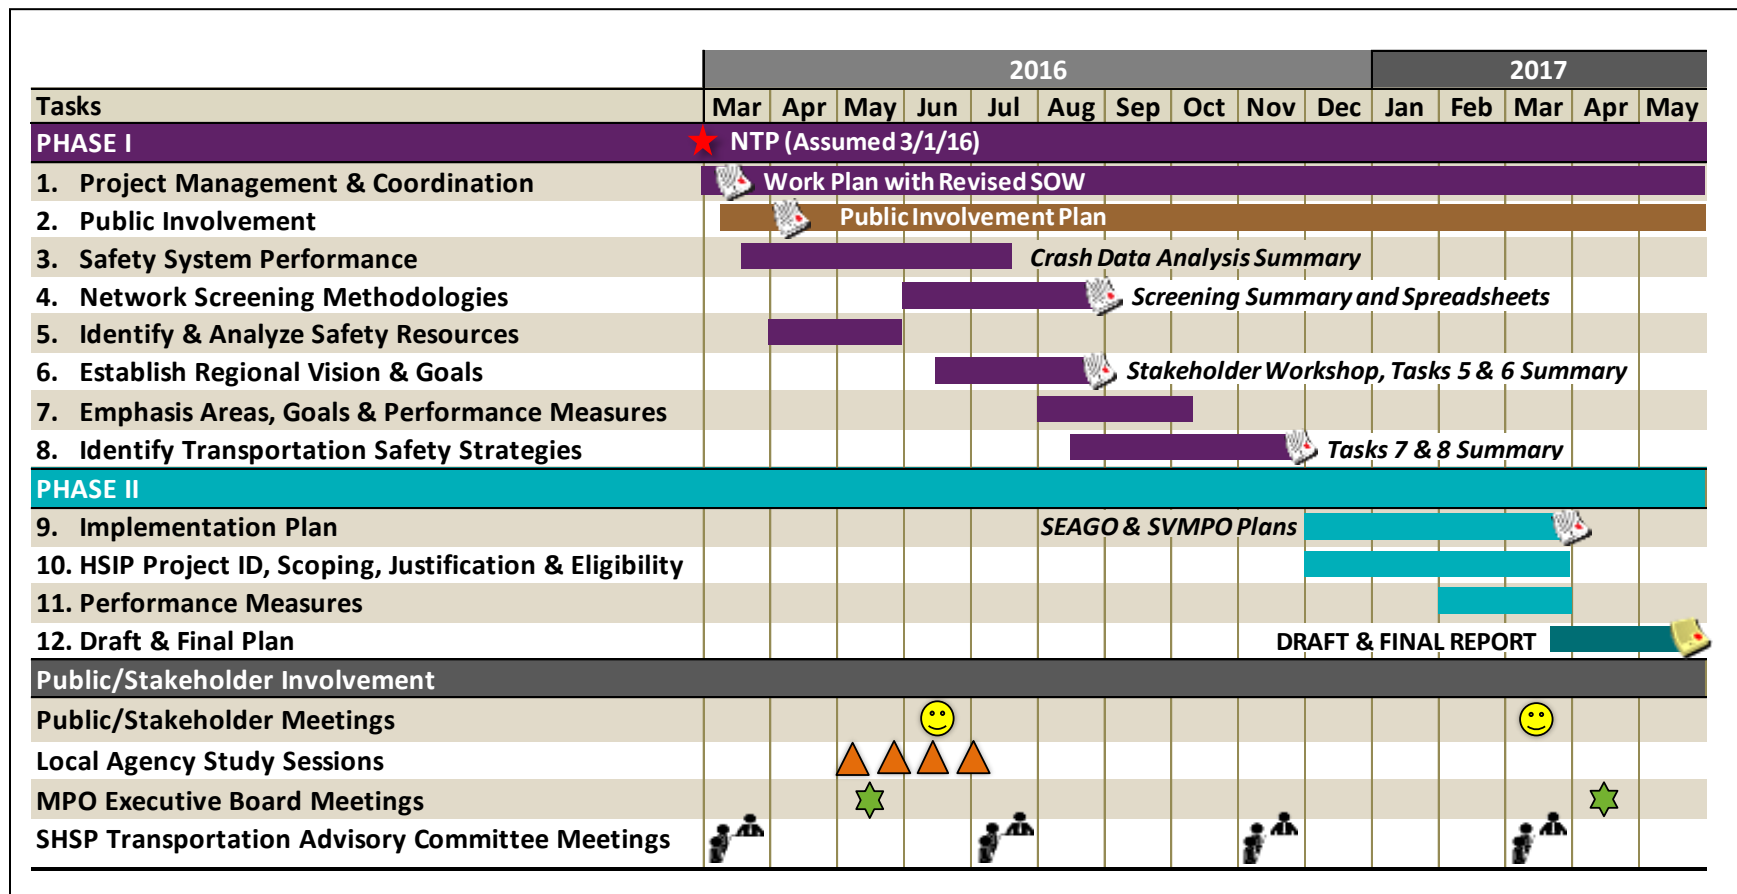 2016 2017
Tasks Mar Apr May Jun Jul Aug Sep Oct Nov Dec Jan Feb Mar Apr May
PHASE I NTP (Assumed 3/1/16)
1. Project Management & Coordination Work Plan with Revised SOW
2. Public Involvement Public Involvement Plan
3. Safety System Performance Crash Data Analysis Summary
4. Network Screening Methodologies Screening Summary and Spreadsheets
5. Identify & Analyze Safety Resources
6. Establish Regional Vision & Goals Stakeholder Workshop, Tasks 5 & 6 Summary
7. Emphasis Areas, Goals & Performance Measures
8. Identify Transportation Safety Strategies Tasks 7 & 8 Summary
PHASE II
9. Implementation Plan SEAGO & SVMPO Plans
10. HSIP Project ID, Scoping, Justification & Eligibility
11. Performance Measures
12. Draft & Final Plan DRAFT & FINAL REPORT
Public/Stakeholder Involvement
Public/Stakeholder Meetings
Local Agency Study Sessions
MPO Executive Board Meetings
SHSP Transportation Advisory Committee Meetings